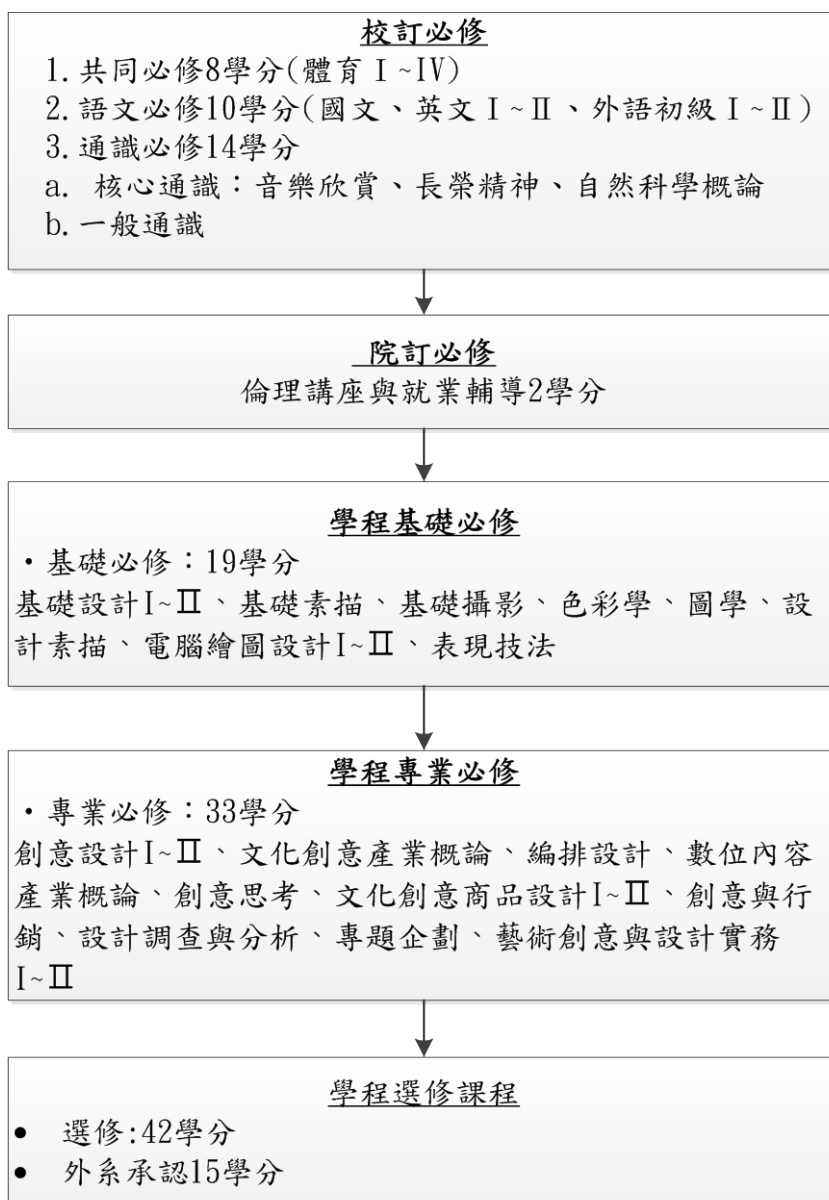 校訂必修
1. 共同必修8學分(體育 I ~IV)
2. 語文必修10學分(國文、英文 I ~ II 、外語初級 I ~ II )
3. 通識必修14學分
a. 核心通識：音樂欣賞、長榮精神、自然科學概論
b. 一般通識
院訂必修
倫理講座與就業輔導2學分
學程基礎必修
・基礎必修：19學分
基礎設計I~II、基礎素描、基礎攝影、色彩學、圖學、設
計素描、電腦繪圖設計I~II、表現技法
學程專業必修
・專業必修：33學分
創意設計I~II、文化創意產業概論、編排設計、數位內容
產業概論、創意思考、文化創意商品設計I~II、創意與行
銷、設計調查與分析、專題企劃、藝術創意與設計實務
I~II
學程選修課程
• 選修:42學分
• 外系承認15學分